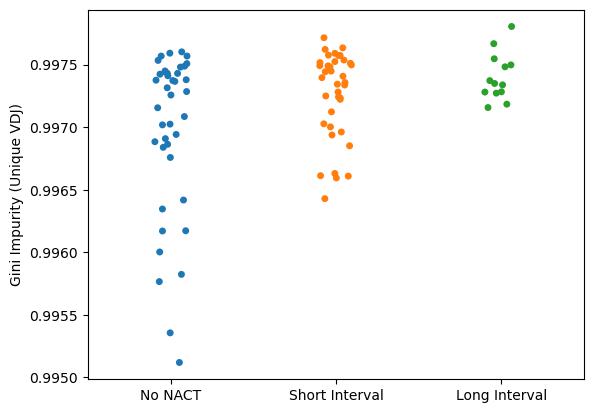 Gini Impurity (Unique VDJ)
0.9975
0.9970
0.9965
0.9960
0.9955
0.9950
No NACT
Short Interval
Long Interval